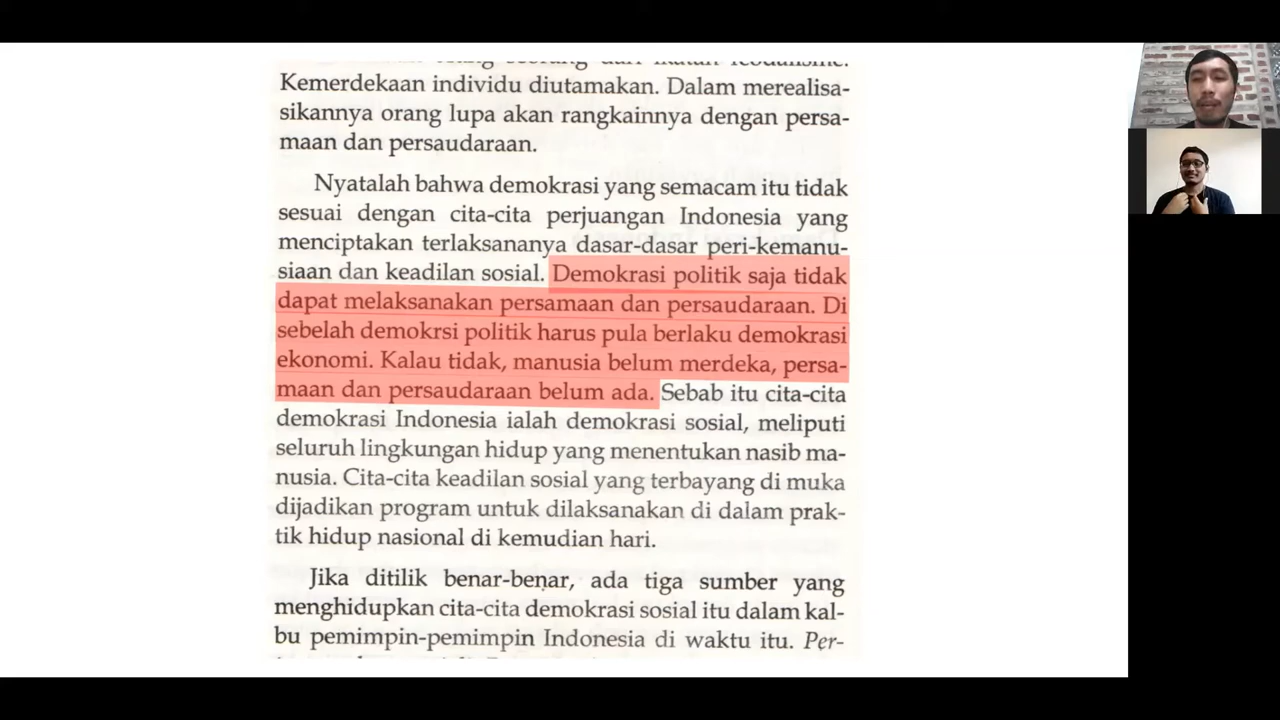 Kemerdekaan individu diutamakan. Dalam merealisa-
sikannya orang lupa akan rangkainnya dengan persa-
maan dan persaudaraan.
Nyatalah bahwa demokrasi yang semacam itu tidak
sesuai dengan cita-cita perjuangan Indonesia yang
menciptakan terlaksananya dasar-dasar peri-kemanu-
siaan dan keadilan sosial. Demokrasi politik saja tidak
dapat melaksanakan persamaan dan persaudaraan. Di
sebelah demokrsi politik harus pula berlaku demokrasi
ekonomi. Kalau tidak, manusia belum merdeka, persa-
maan dan persaudaraan belum ada. Sebab itu cita-cita
demokrasi Indonesia ialah demokrasi sosial, meliputi
seluruh lingkungan hidup yang menentukan nasib ma-
nusia. Cita-cita keadilan sosial yang terbayang di muka
dijadikan program untuk dilaksanakan di dalam prak-
tik hidup nasional di kemudian hari.
Jika ditilik benar-benar, ada tiga sumber yang
menghidupkan cita-cita demokrasi sosial itu dalam kal-
bu pemimpin-pemimpin Indonesia di waktu itu. Per-